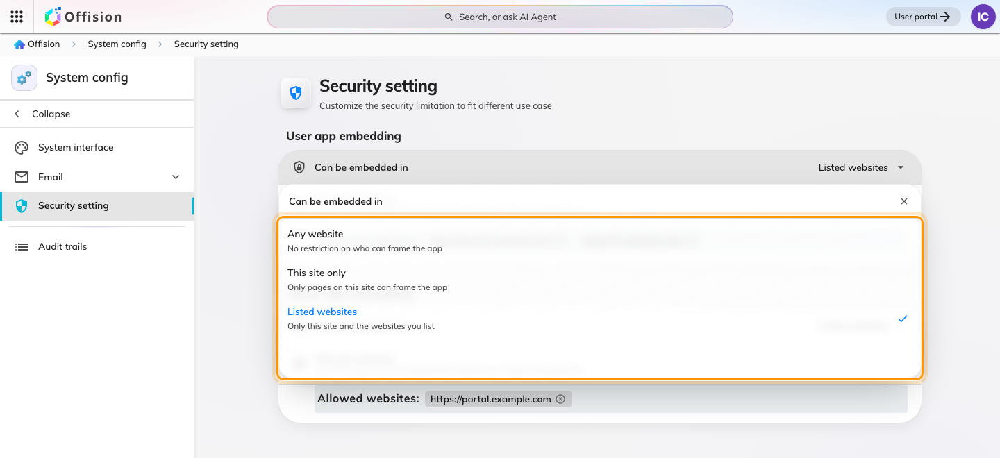 Offision
Search, or ask AI Agent
User portal
IC
Offision
System config
Security setting
System config
Collapse
System interface
Email
Security setting
Audit trails
Security setting
Customize the security limitation to fit different use case
User app embedding
Can be embedded in
Listed websites
Can be embedded in
Any website
No restriction on who can frame the app
This site only
Only pages on this site can frame the app
Listed websites
Only this site and the websites you list
Allowed websites:
https://portal.example.com